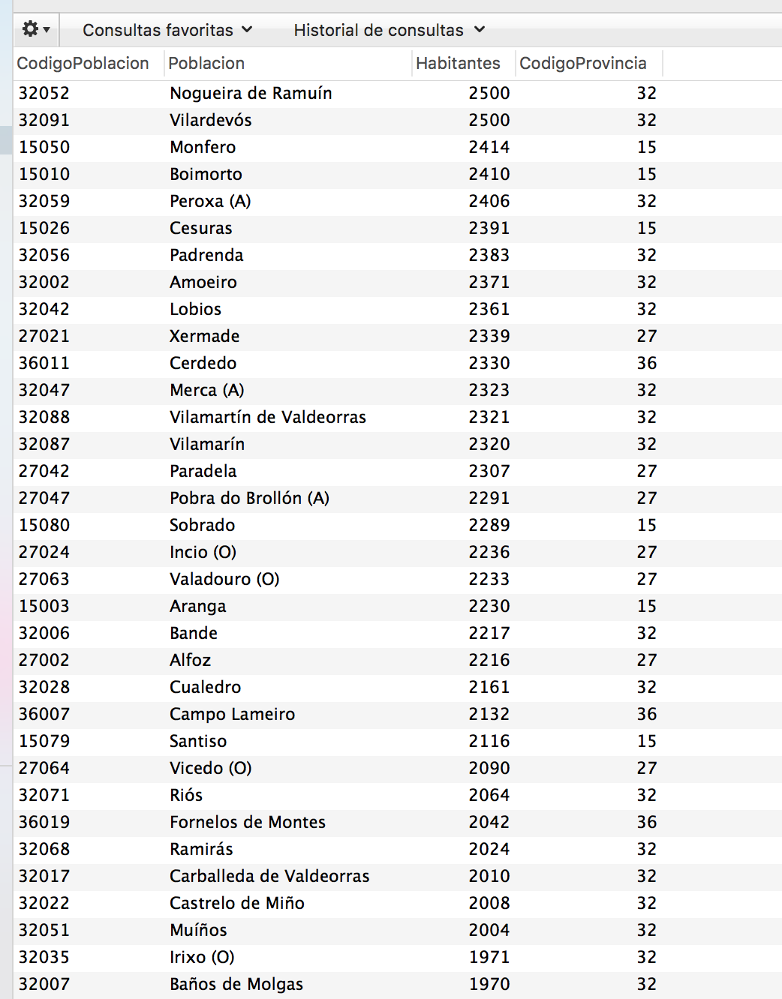 Consultas favoritas Historial de consultas
CodigoPoblacion Poblacion Habitantes CodigoProvincia
32052 Nogueira de Ramuín 2500 32
32091 Vilardevós 2500 32
15050 Monfero 2414 15
15010 Boimorto 2410 15
32059 Peroxa (A) 2406 32
15026 Cesuras 2391 15
32056 Padrenda 2383 32
32002 Amoeiro 2371 32
32042 Lobios 2361 32
27021 Xermade 2339 27
36011 Cerdedo 2330 36
32047 Merca (A) 2323 32
32088 Vilamartín de Valdeorras 2321 32
32087 Vilamarín 2320 32
27042 Paradela 2307 27
27047 Pobra do Brollón (A) 2291 27
15080 Sobrado 2289 15
27024 Incio (O) 2236 27
27063 Valadouro (O) 2233 27
15003 Aranga 2230 15
32006 Bande 2217 32
27002 Alfoz 2216 27
32028 Cualedro 2161 32
36007 Campo Lameiro 2132 36
15079 Santiso 2116 15
27064 Vicedo (O) 2090 27
32071 Riós 2064 32
36019 Fornelos de Montes 2042 36
32068 Ramirás 2024 32
32017 Carballeda de Valdeorras 2010 32
32022 Castrelo de Miño 2008 32
32051 Muíños 2004 32
32035 Irixo (O) 1971 32
32007 Baños de Molgas 1970 32